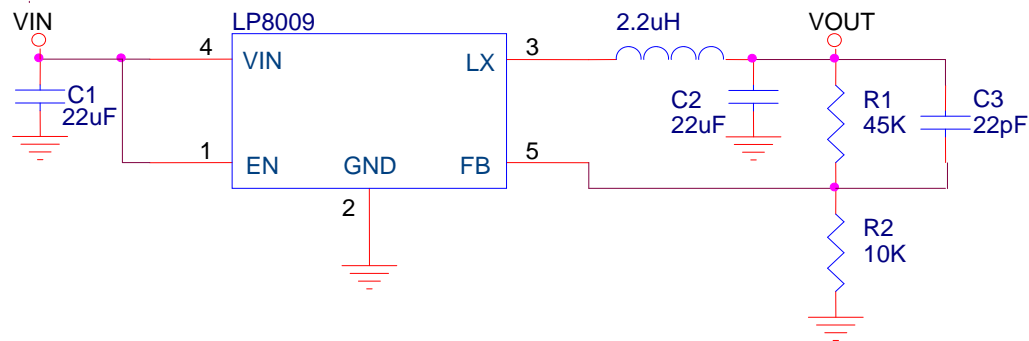 VIN
LP8009
2.2uH
VOUT
4
VIN
LX
3
C1
22uF
C2
22uF
R1
45K
C3
22pF
1
EN
GND
FB
5
2
R2
10K